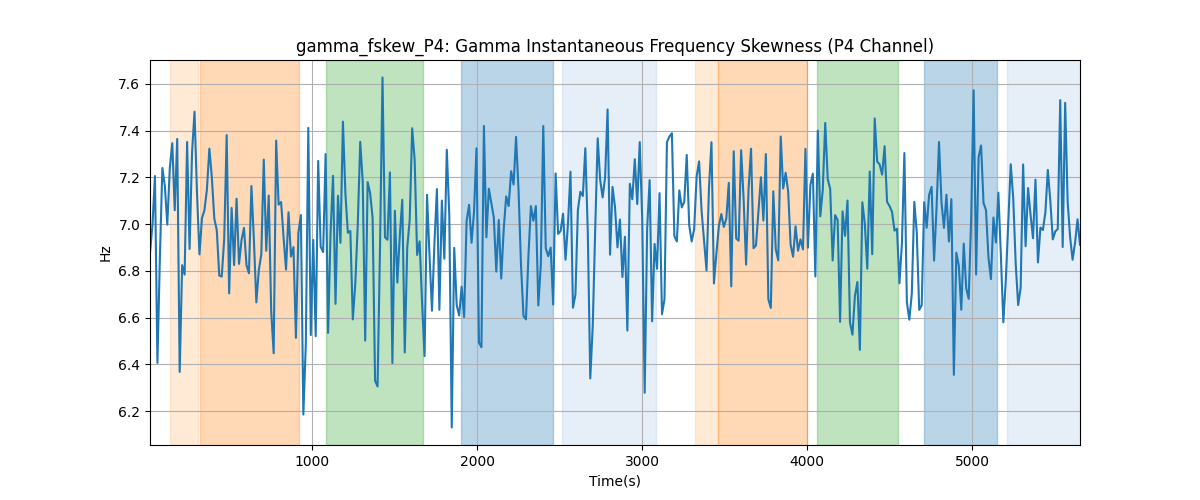 gamma_fskew_P4: Gamma Instantaneous Frequency Skewness (P4 Channel)
7.6
7.4
7.2
7.0
6.8
6.6
6.4
6.2
Hz
1000 2000 3000 4000 5000
Time(s)